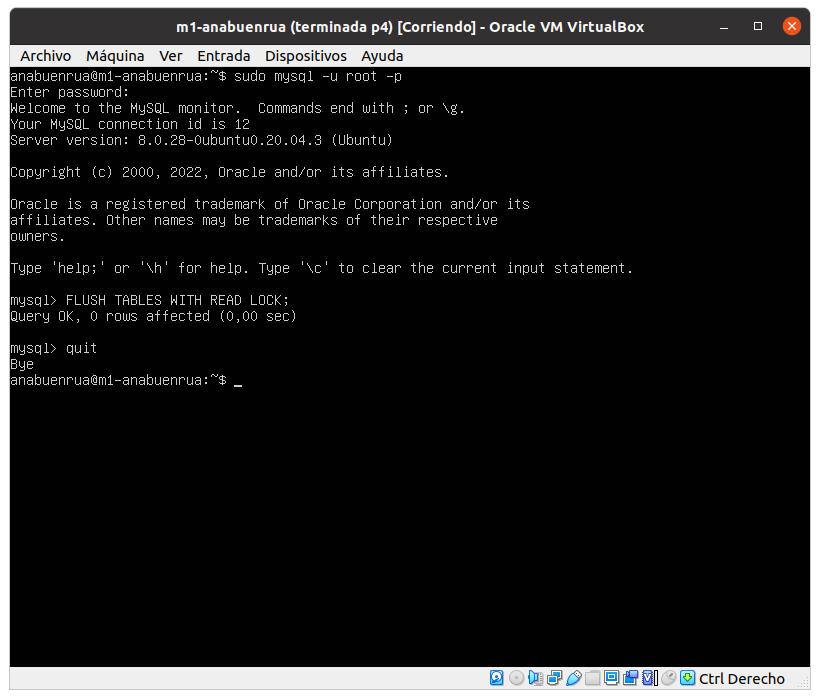 m1-anabuenrua (terminada p4) [Corriendo] - Oracle VM VirtualBox
Archivo Máquina Ver Entrada Dispositivos Ayuda
anabuenrua@m1-anabuenrua:~$ sudo mysql -u root -p
Enter password:
Welcome to the MySQL monitor.  Commands end with ; or \g.
Your MySQL connection id is 12
Server version: 8.0.28-0ubuntu0.20.04.3 (Ubuntu)
Copyright (c) 2000, 2022, Oracle and/or its affiliates.
Oracle is a registered trademark of Oracle Corporation and/or its
affiliates. Other names may be trademarks of their respective
owners.
Type 'help;' or '\h' for help. Type '\c' to clear the current input statement.
mysql> FLUSH TABLES WITH READ LOCK;
Query OK, 0 rows affected (0,00 sec)
mysql> quit
Bye
anabuenrua@m1-anabuenrua:~$ _
Ctrl Derecho